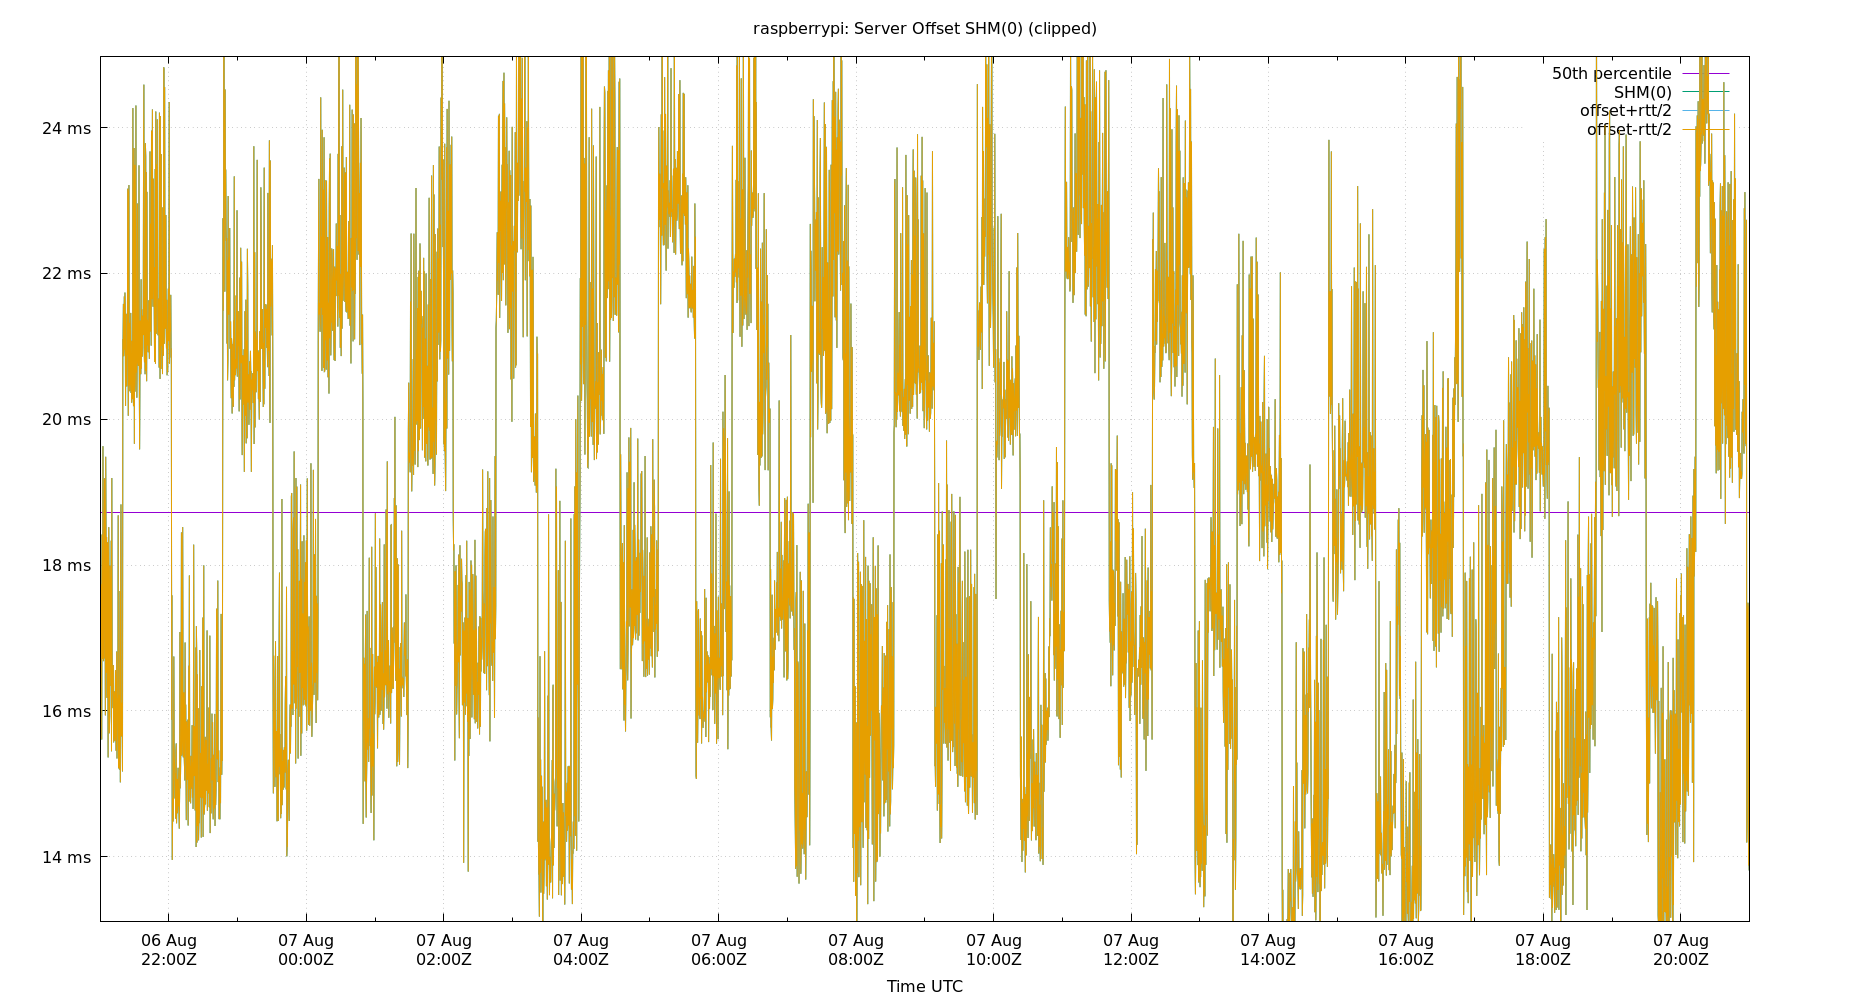 raspberrypi: Server Offset SHM(0) (clipped)
50th percentile
SHM(0)
offset+rtt/2
offset-rtt/2
24 ms
22 ms
20 ms
18 ms
16 ms
14 ms
06 Aug 07 Aug 07 Aug 07 Aug 07 Aug 07 Aug 07 Aug 07 Aug 07 Aug 07 Aug 07 Aug 07 Aug
22:00Z 00:00Z 02:00Z 04:00Z 06:00Z 08:00Z 10:00Z 12:00Z 14:00Z 16:00Z 18:00Z 20:00Z
Time UTC